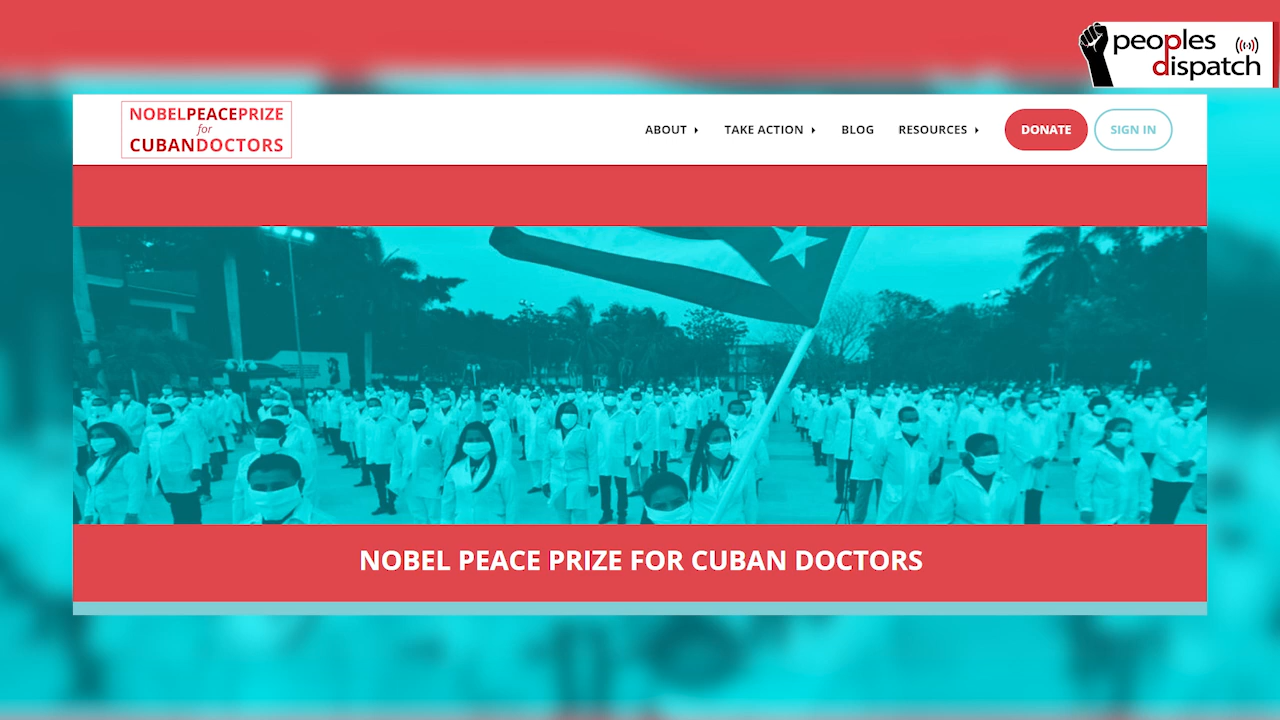 peoples
dispatch
NOBELPEACEPRIZE
for
CUBANDOCTORS
ABOUT
TAKE ACTION
BLOG
RESOURCES
DONATE
SIGN IN
NOBEL PEACE PRIZE FOR CUBAN DOCTORS